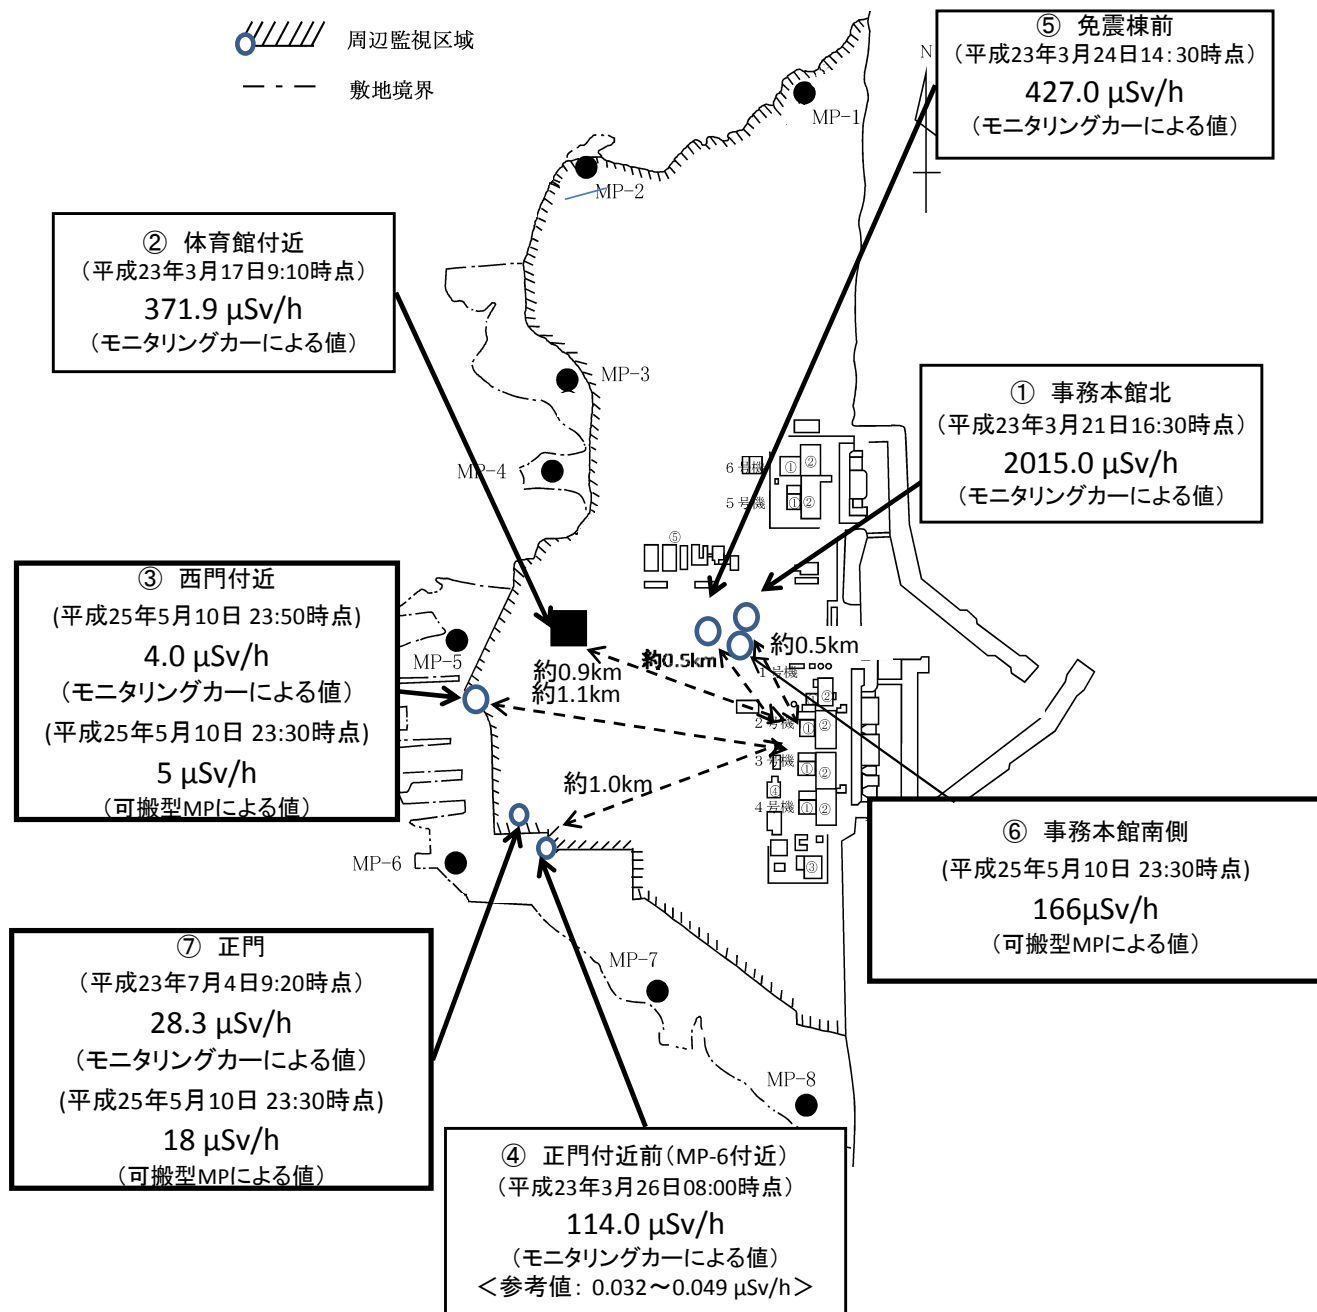 周辺監視区域
敷地境界
⑤ 免震棟前
（平成23年3月24日14:30時点）
427.0 μSv/h
（モニタリングカーによる値）
N
MP-1
MP-2
② 体育館付近
（平成23年3月17日9:10時点）
371.9 μSv/h
（モニタリングカーによる値）
MP-3
MP-4
① 事務本館北
（平成23年3月21日16:30時点）
2015.0 μSv/h
（モニタリングカーによる値）
6号機
① ②
5号機
① ②
⑤
③ 西門付近
(平成25年5月10日 23:50時点)
4.0 μSv/h
（モニタリングカーによる値）
(平成25年5月10日 23:30時点)
5 μSv/h
（可搬型MPによる値）
MP-5
約0.9km
約1.1km
約0.5km
約0.5km
1号機
②
2号機
① ②
3号機
① ②
④
4号機
① ②
③
約1.0km
MP-6
⑥ 事務本館南側
(平成25年5月10日 23:30時点)
166μSv/h
（可搬型MPによる値）
⑦ 正門
（平成23年7月4日9:20時点）
28.3 μSv/h
（モニタリングカーによる値）
(平成25年5月10日 23:30時点)
18 μSv/h
（可搬型MPによる値）
MP-7
MP-8
④ 正門付近前（MP-6付近）
（平成23年3月26日08:00時点）
114.0 μSv/h
（モニタリングカーによる値）
＜参考値: 0.032～0.049 μSv/h＞